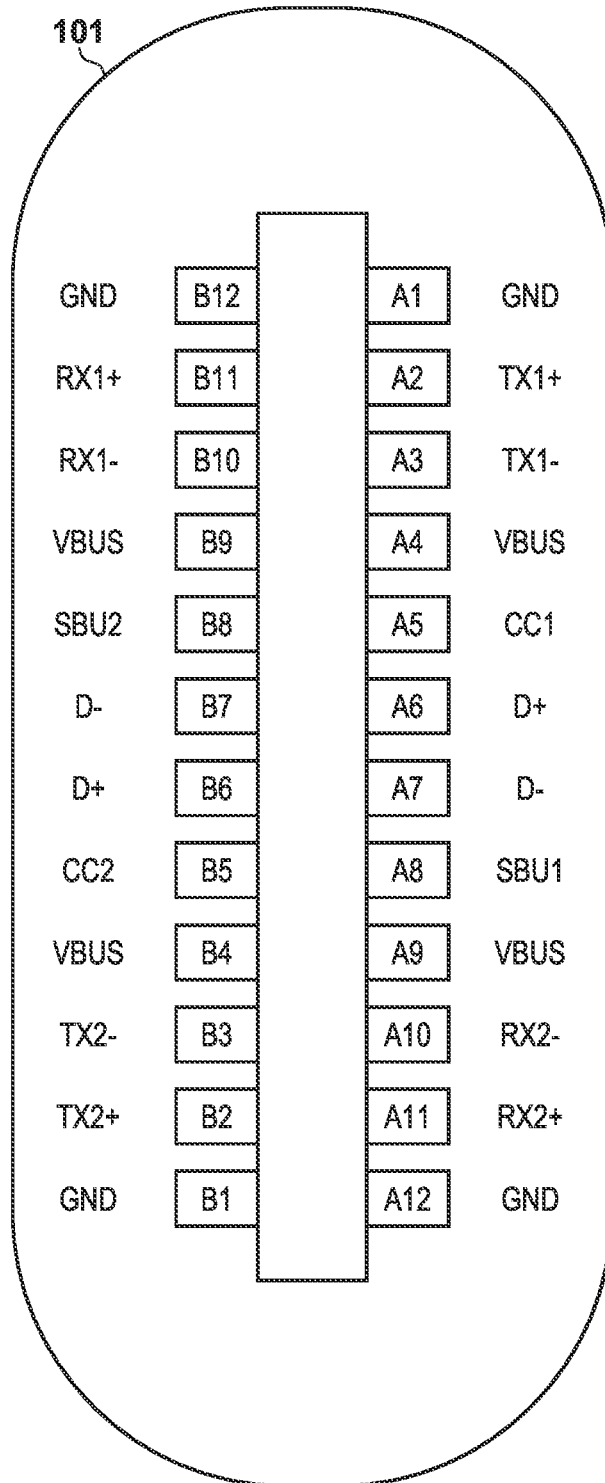 101
GND B12 A1 GND
RX1+ B11 A2 TX1+
RX1- B10 A3 TX1-
VBUS B9 A4 VBUS
SBU2 B8 A5 CC1
D- B7 A6 D+
D+ B6 A7 D-
CC2 B5 A8 SBU1
VBUS B4 A9 VBUS
TX2- B3 A10 RX2-
TX2+ B2 A11 RX2+
GND B1 A12 GND